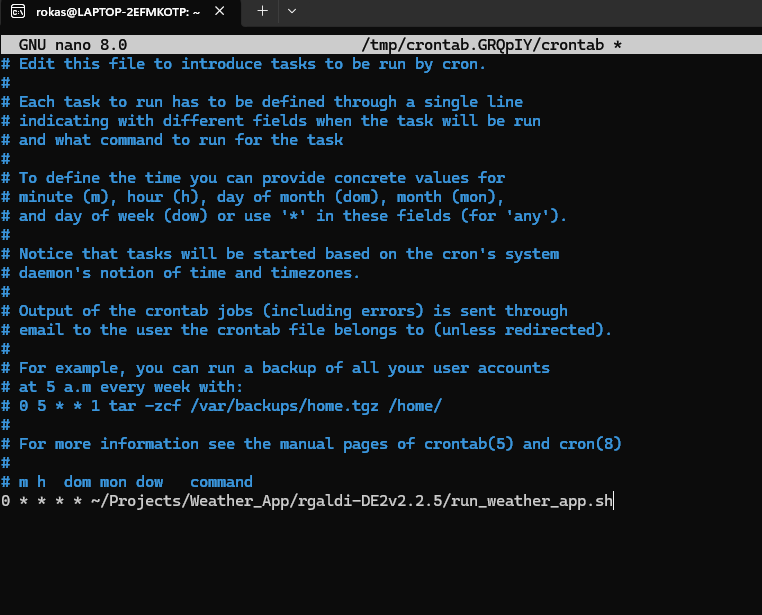 rokas@LAPTOP-2EFMKOTP: ~
GNU nano 8.0 /tmp/crontab.GRQpIY/crontab *
# Edit this file to introduce tasks to be run by cron.
#
# Each task to run has to be defined through a single line
# indicating with different fields when the task will be run
# and what command to run for the task
#
# To define the time you can provide concrete values for
# minute (m), hour (h), day of month (dom), month (mon),
# and day of week (dow) or use '*' in these fields (for 'any').
#
# Notice that tasks will be started based on the cron's system
# daemon's notion of time and timezones.
#
# Output of the crontab jobs (including errors) is sent through
# email to the user the crontab file belongs to (unless redirected).
#
# For example, you can run a backup of all your user accounts
# at 5 a.m every week with:
# 0 5 * * 1 tar -zcf /var/backups/home.tgz /home/
#
# For more information see the manual pages of crontab(5) and cron(8)
#
# m h  dom mon dow   command
0 * * * * ~/Projects/Weather_App/rgaldi-DE2v2.2.5/run_weather_app.sh